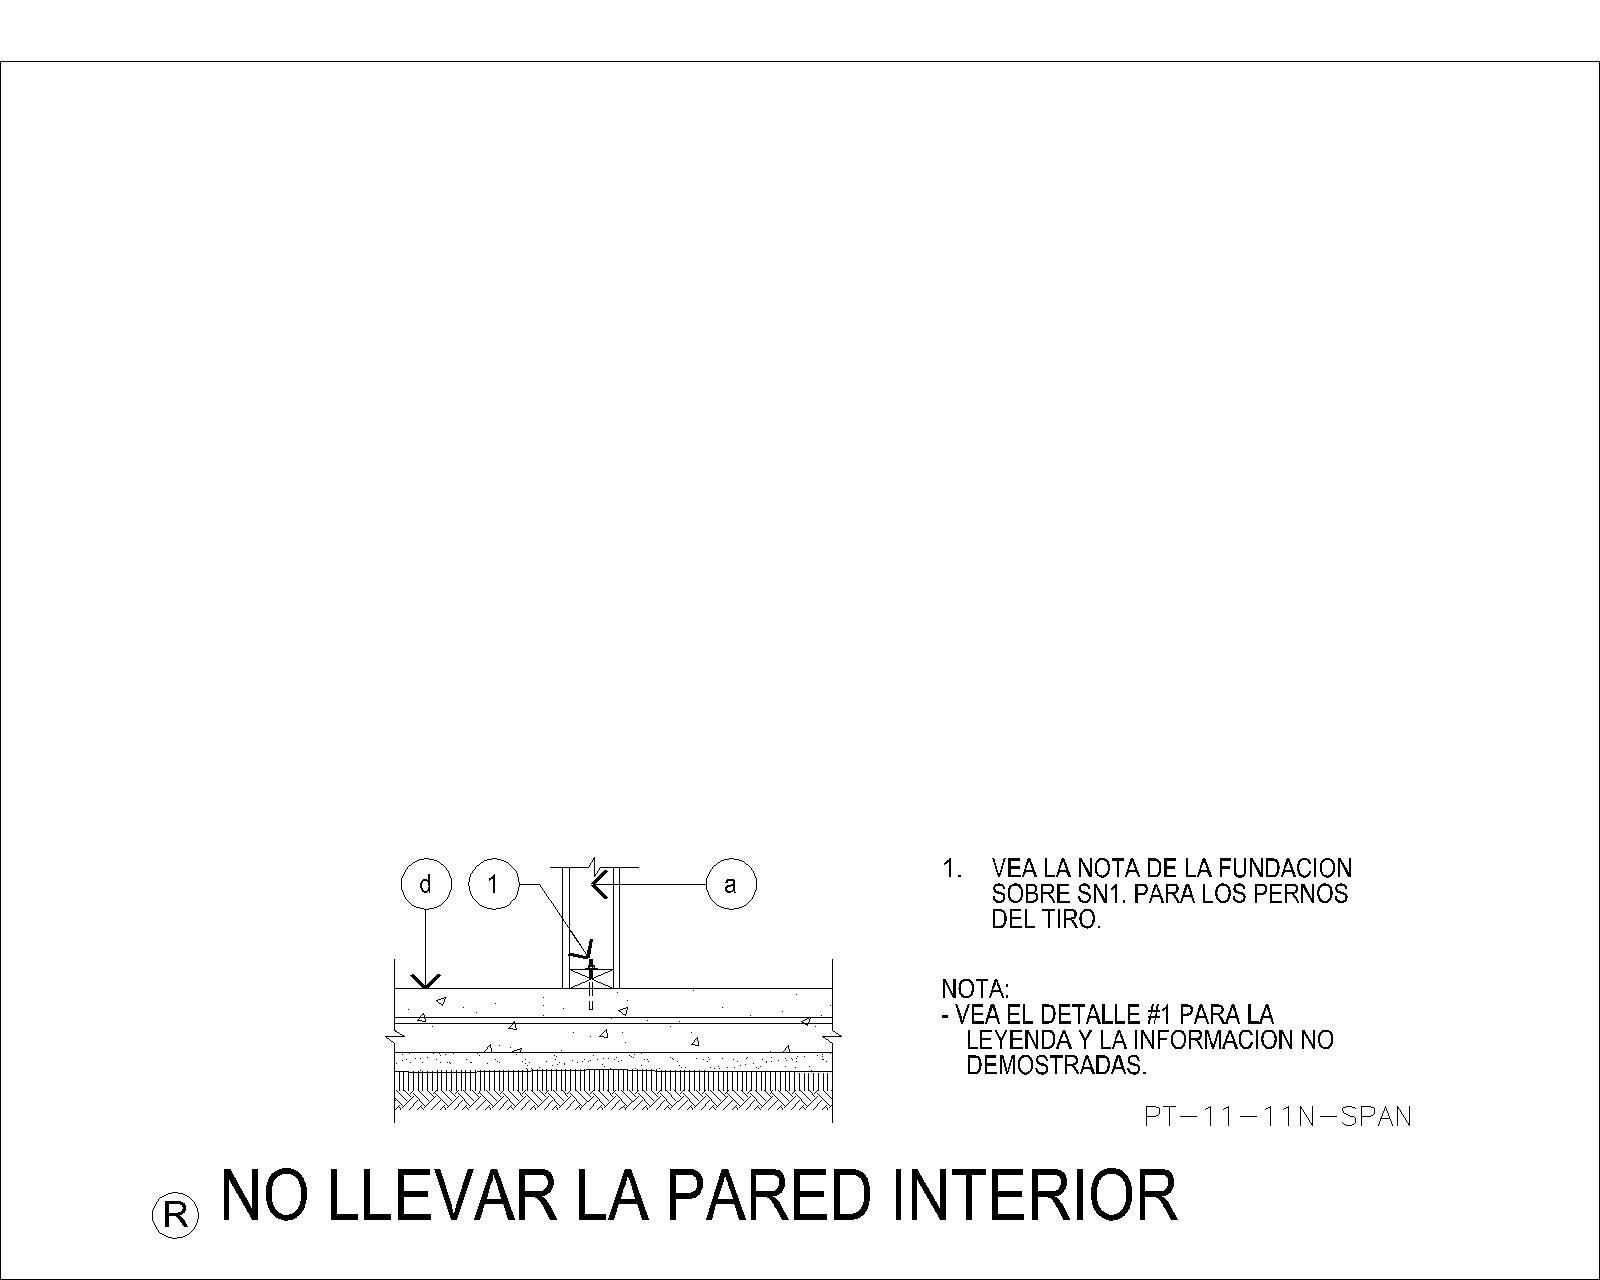 d
1
a
1. VEA LA NOTA DE LA FUNDACION
SOBRE SN1. PARA LOS PERNOS
DEL TIRO.
NOTA:
- VEA EL DETALLE #1 PARA LA
LEYENDA Y LA INFORMACION NO
DEMOSTRADAS.
PT-11-11N-SPAN
R NO LLEVAR LA PARED INTERIOR